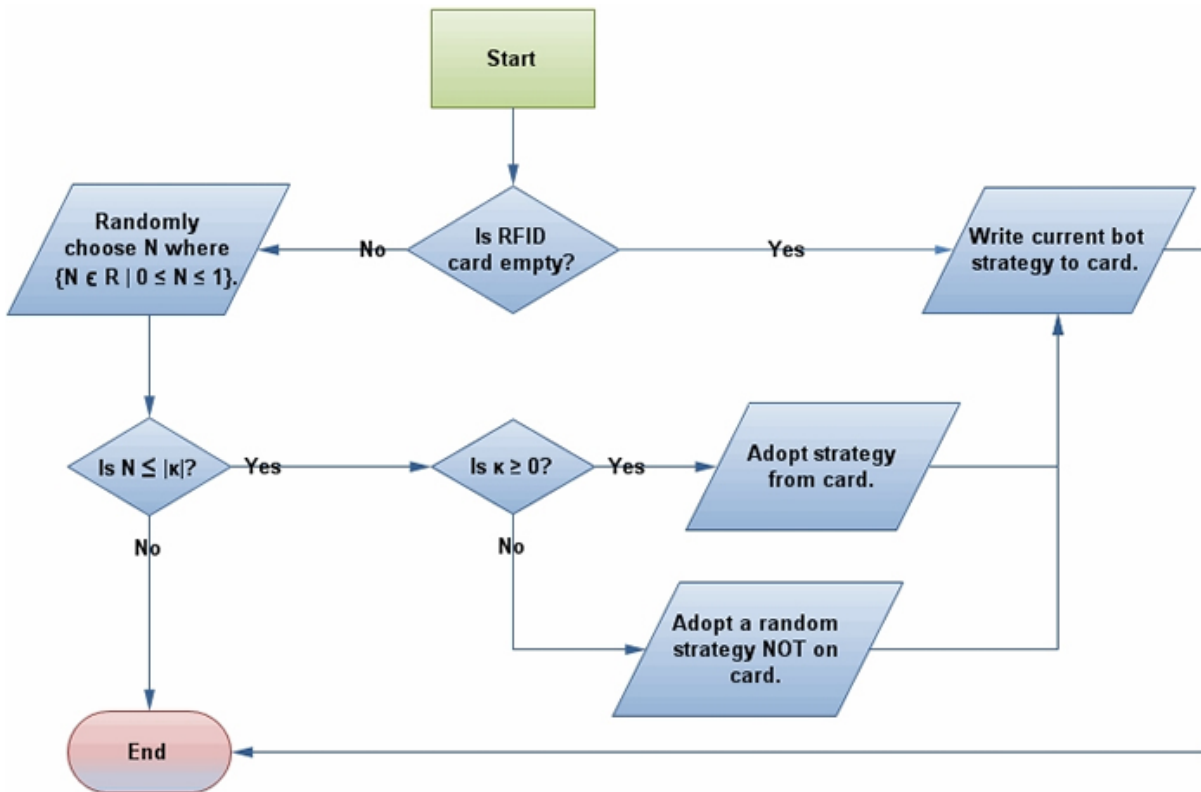 Start
Is RFID
card empty?
No
Yes
Randomly
choose N where
{N ϵ R | 0 ≤ N ≤ 1}.
Write current bot
strategy to card.
Is N ≤ |κ|?
Yes
Is κ ≥ 0?
Yes
Adopt strategy
from card.
No
No
Adopt a random
strategy NOT on
card.
End